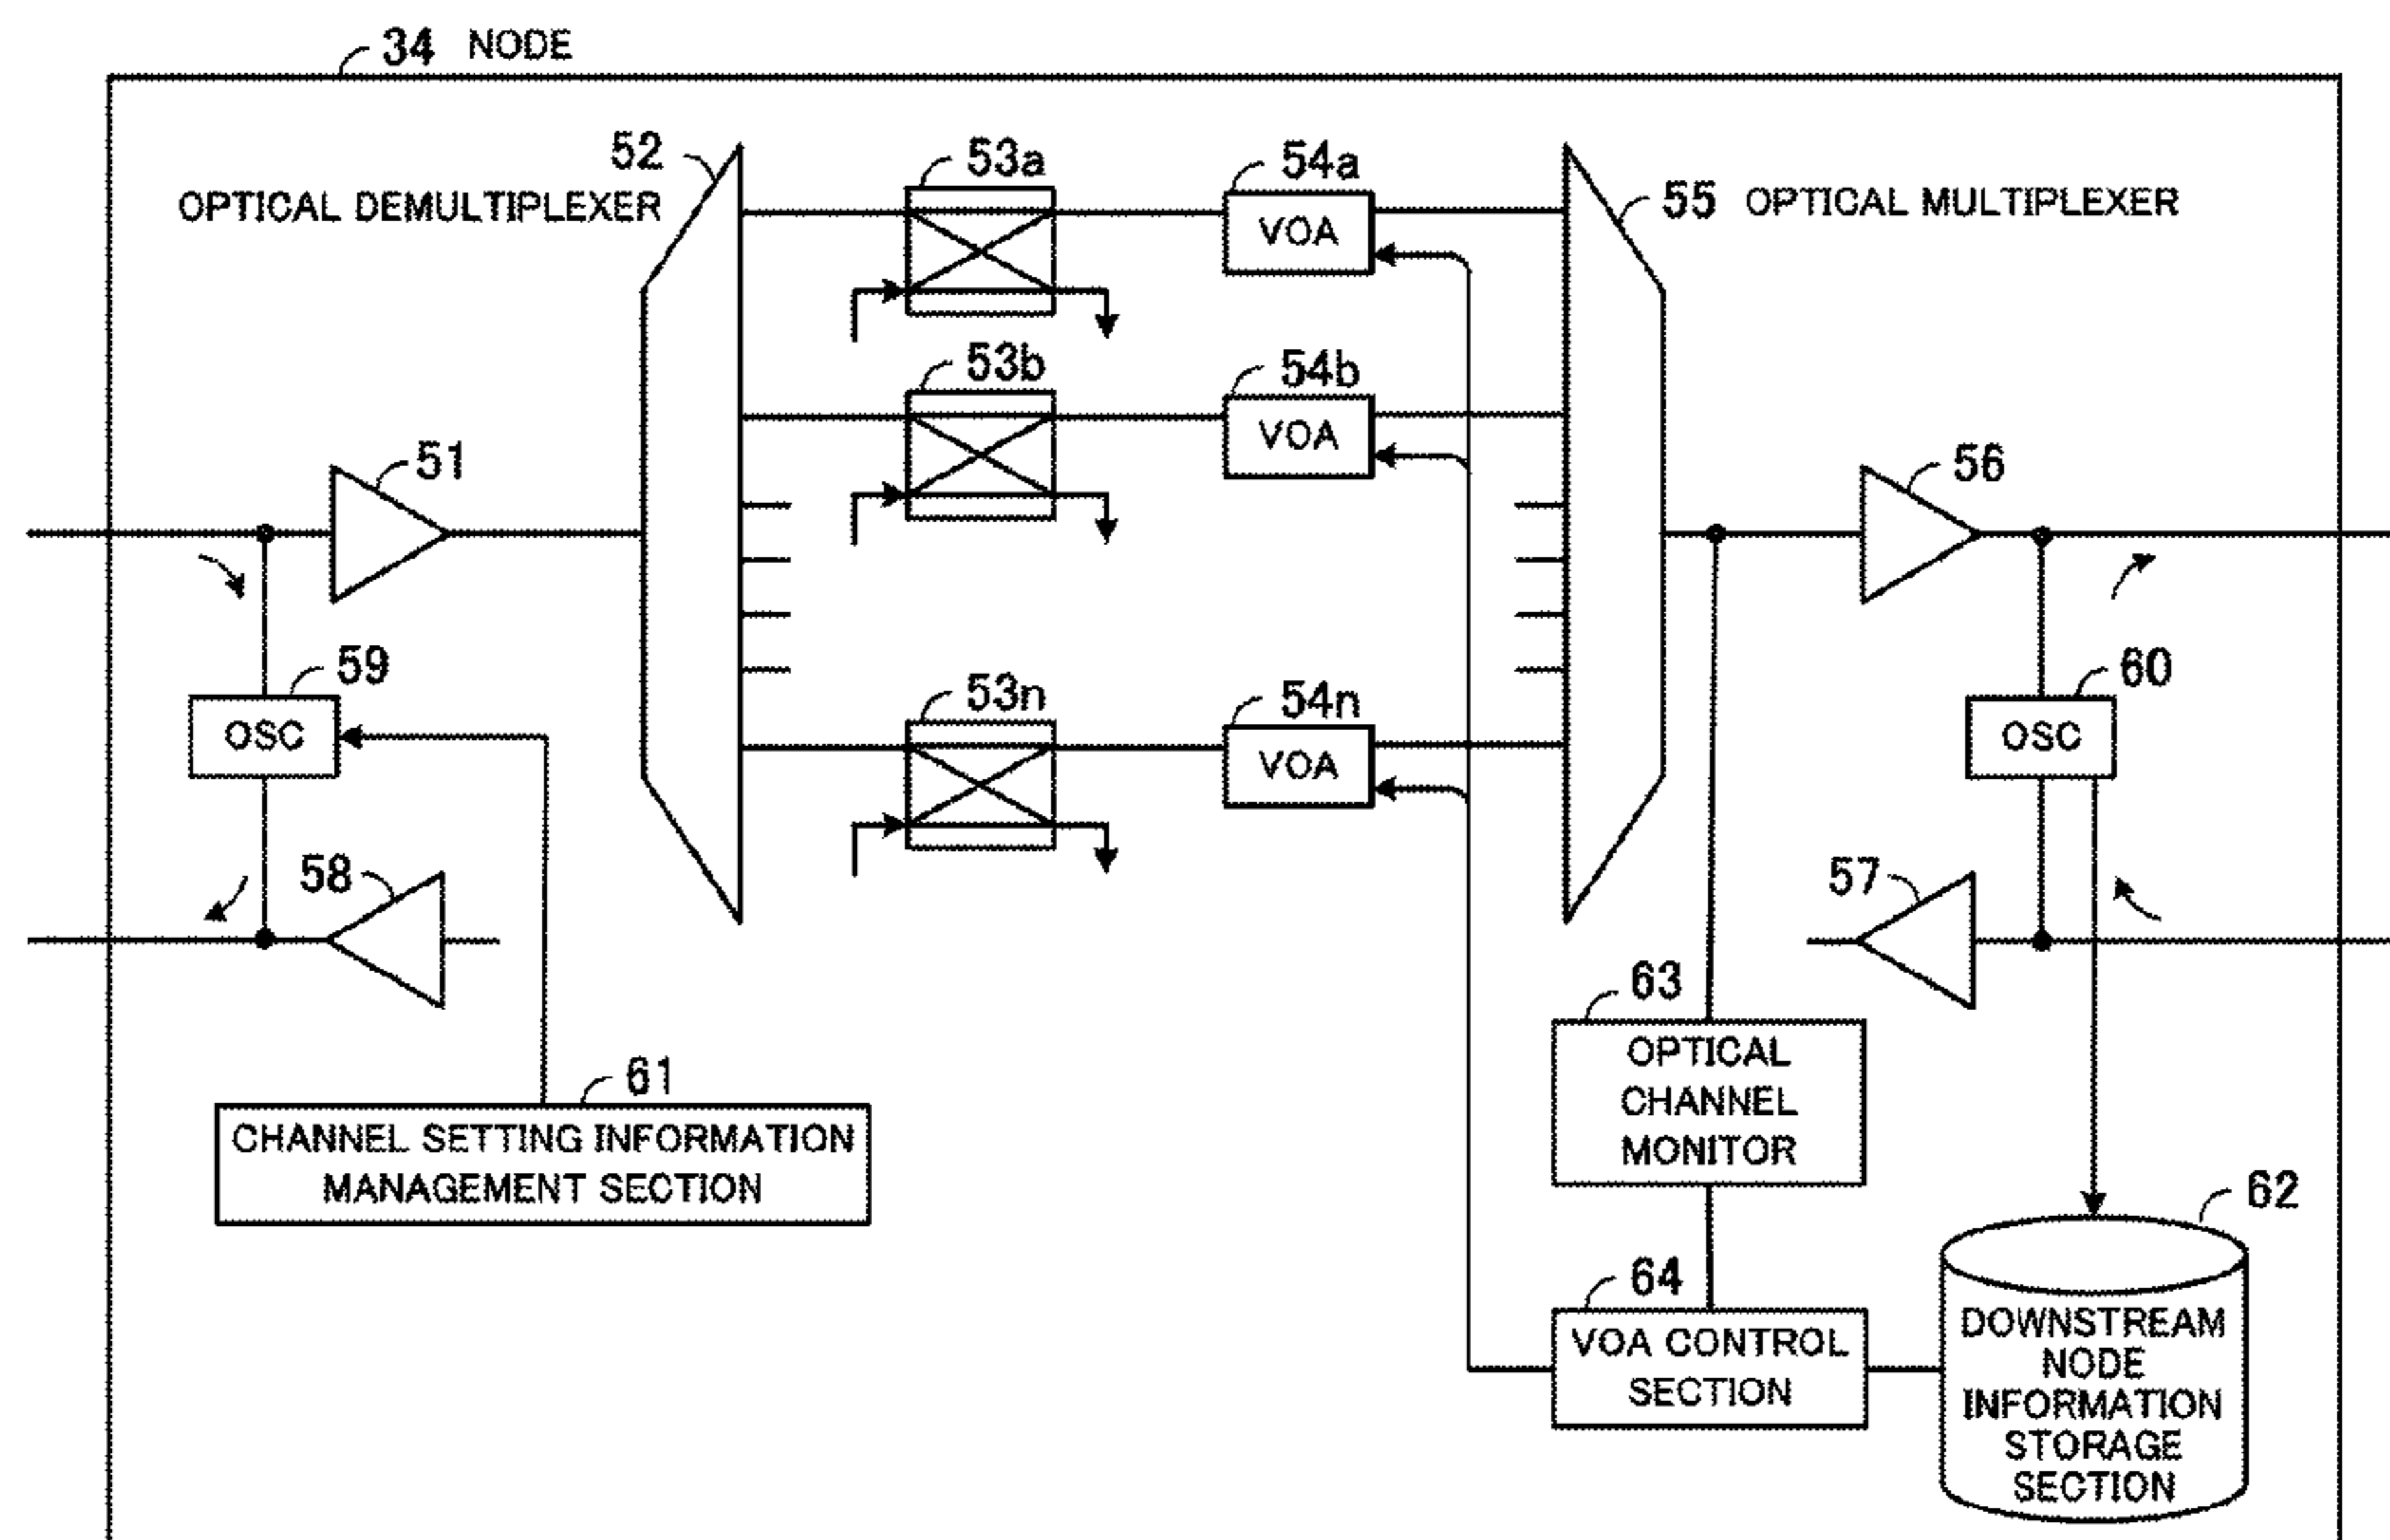 34 NODE
52
OPTICAL DEMULTIPLEXER
53a
54a
VOA
55 OPTICAL MULTIPLEXER
53b
54b
VOA
51
56
59
OSC
53n
54n
VOA
60
OSC
58
57
61
CHANNEL SETTING INFORMATION
MANAGEMENT SECTION
63
OPTICAL
CHANNEL
MONITOR
62
64
VOA CONTROL
SECTION
DOWNSTREAM
NODE
INFORMATION
STORAGE
SECTION